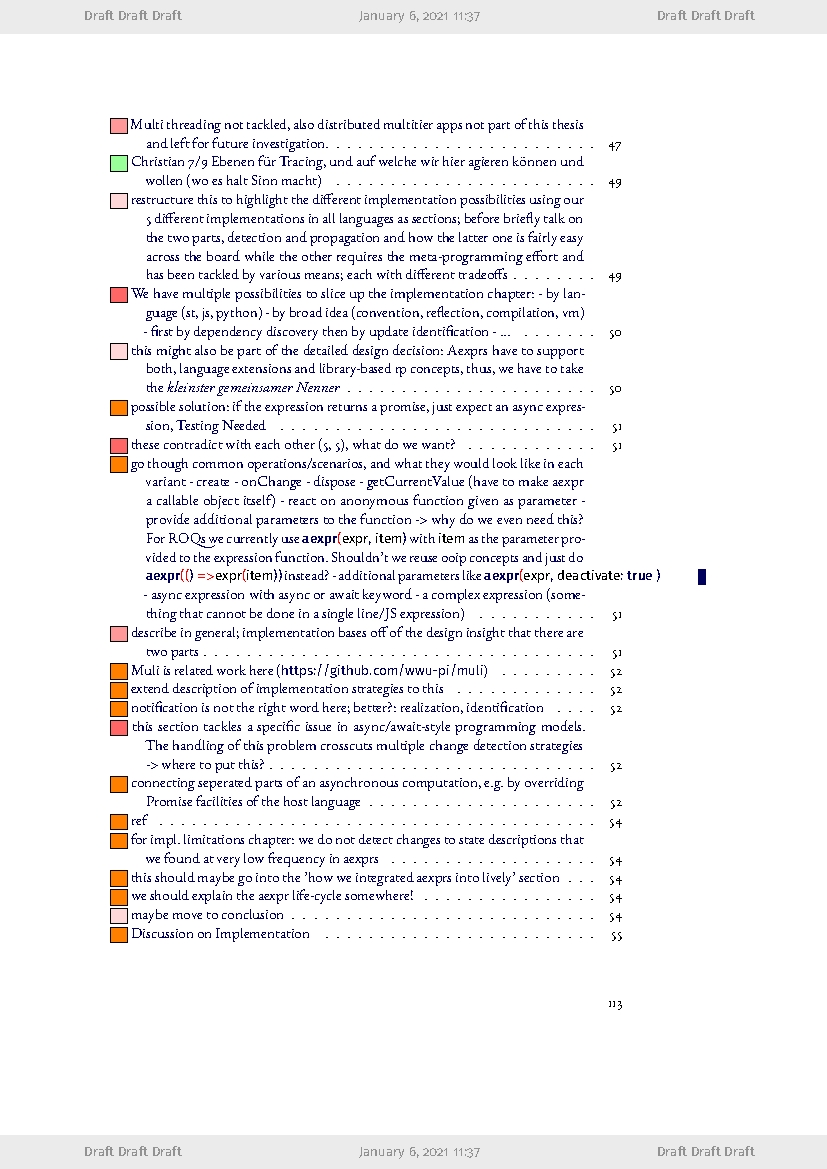 Draft Draft Draft January 6, 2021 11:37 Draft Draft Draft
Multi threading not tackled, also distributed multitier apps not part of this thesis
and left for future investigation. . . . . . . . . . . . . . . . . . . . . . . . . . . 47
Christian 7/9 Ebenen für Tracing, und auf welche wir hier agieren können und
wollen (wo es halt Sinn macht) . . . . . . . . . . . . . . . . . . . . . . . . . . 49
restructure this to highlight the different implementation possibilities using our
5 different implementations in all languages as sections; before briefly talk on
the two parts, detection and propagation and how the latter one is fairly easy
across the board while the other requires the meta-programming effort and
has been tackled by various means; each with different tradeoffs . . . . . . . . 49
We have multiple possibilities to slice up the implementation chapter: - by lan-
guage (st, js, python) - by broad idea (convention, reflection, compilation, vm)
- first by dependency discovery then by update identification - ... . . . . . . . . 50
this might also be part of the detailed design decision: Aexprs have to support
both, language extensions and library-based rp concepts, thus, we have to take
the kleinster gemeinsamer Nenner . . . . . . . . . . . . . . . . . . . . . . . . . 50
possible solution: if the expression returns a promise, just expect an async expres-
sion, Testing Needed . . . . . . . . . . . . . . . . . . . . . . . . . . . . . . . 51
these contradict with each other (5, 5), what do we want? . . . . . . . . . . . . . 51
go though common operations/scenarios, and what they would look like in each
variant - create - onChange - dispose - getCurrentValue (have to make aexpr
a callable object itself) - react on anonymous function given as parameter -
provide additional parameters to the function -> why do we even need this?
For ROQs we currently use aexpr(expr, item) with item as the parameter pro-
vided to the expression function. Shouldn't we reuse ooip concepts and just do
aexpr(() =>expr(item)) instead? - additional parameters like aexpr(expr, deactivate: true )
- async expression with async or await keyword - a complex expression (some-
thing that cannot be done in a single line/JS expression) . . . . . . . . . . . . . 51
describe in general; implementation bases off of the design insight that there are
two parts . . . . . . . . . . . . . . . . . . . . . . . . . . . . . . . . . . . . . . 51
Muli is related work here (https://github.com/wwu-pi/muli) . . . . . . . . . . 52
extend description of implementation strategies to this . . . . . . . . . . . . . . 52
notification is not the right word here; better?: realization, identification . . . . 52
this section tackles a specific issue in async/await-style programming models.
The handling of this problem crosscuts multiple change detection strategies
-> where to put this? . . . . . . . . . . . . . . . . . . . . . . . . . . . . . . . . 52
connecting seperated parts of an asynchronous computation, e.g. by overriding
Promise facilities of the host language . . . . . . . . . . . . . . . . . . . . . . . 52
ref . . . . . . . . . . . . . . . . . . . . . . . . . . . . . . . . . . . . . . . . . . . 54
for impl. limitations chapter: we do not detect changes to state descriptions that
we found at very low frequency in aexprs . . . . . . . . . . . . . . . . . . . . . 54
this should maybe go into the 'how we integrated aexprs into lively' section . . . 54
we should explain the aexpr life-cycle somewhere! . . . . . . . . . . . . . . . . . 54
maybe move to conclusion . . . . . . . . . . . . . . . . . . . . . . . . . . . . . . 54
Discussion on Implementation . . . . . . . . . . . . . . . . . . . . . . . . . . . 55
113
Draft Draft Draft January 6, 2021 11:37 Draft Draft Draft